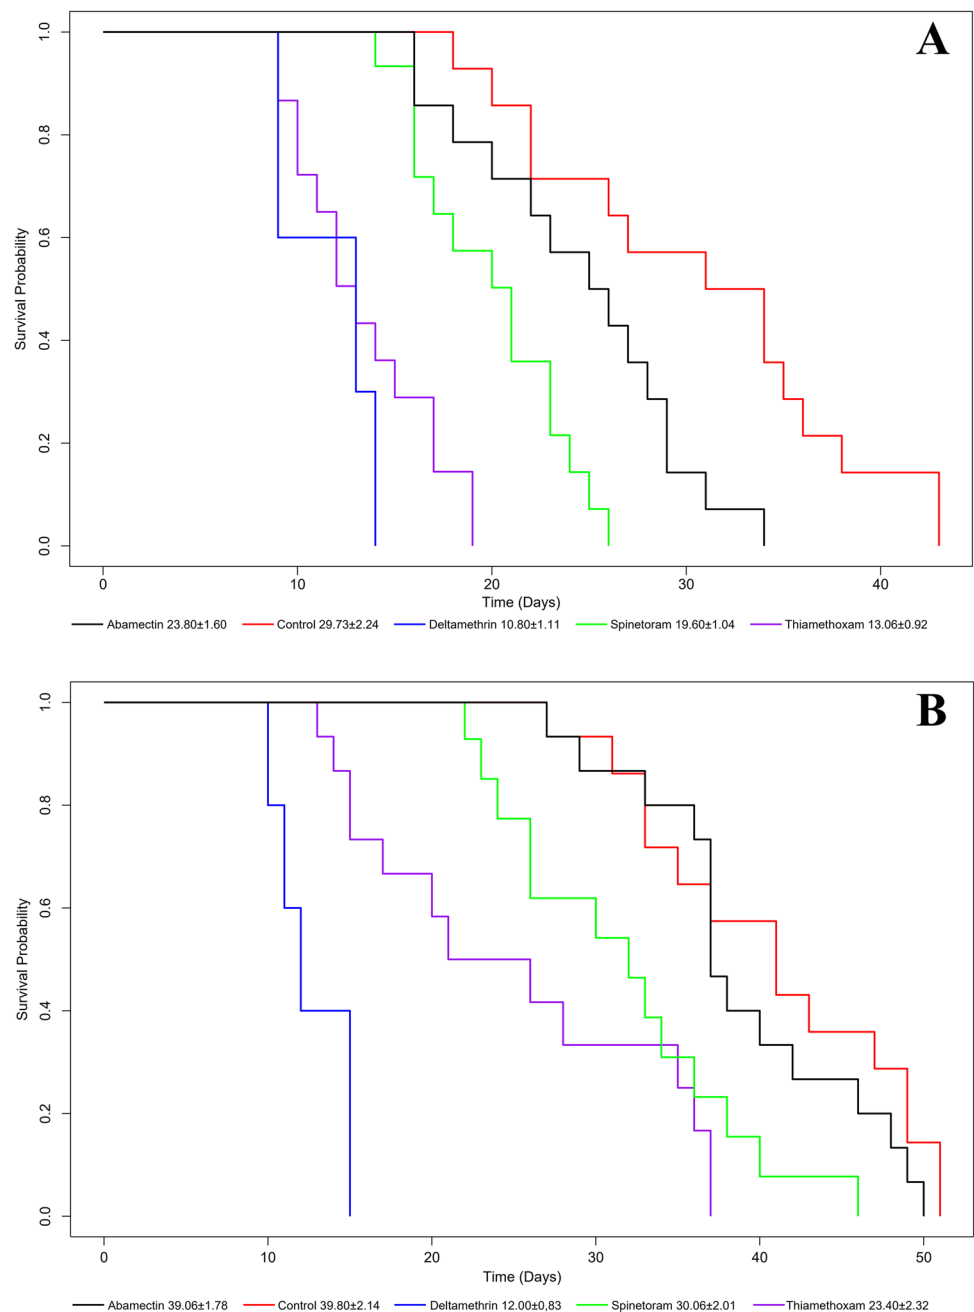 A
1.0
0.8
0.6
0.4
0.2
0.0
Survival Probability
0 10 20 30 40
Time (Days)
Abamectin 23.80±1.60 Control 29.73±2.24 Deltamethrin 10.80±1.11 Spinetoram 19.60±1.04 Thiamethoxam 13.06±0.92
B
1.0
0.8
0.6
0.4
0.2
0.0
Survival Probability
0 10 20 30 40 50
Time (Days)
Abamectin 39.06±1.78 Control 39.80±2.14 Deltamethrin 12.00±0,83 Spinetoram 30.06±2.01 Thiamethoxam 23.40±2.32